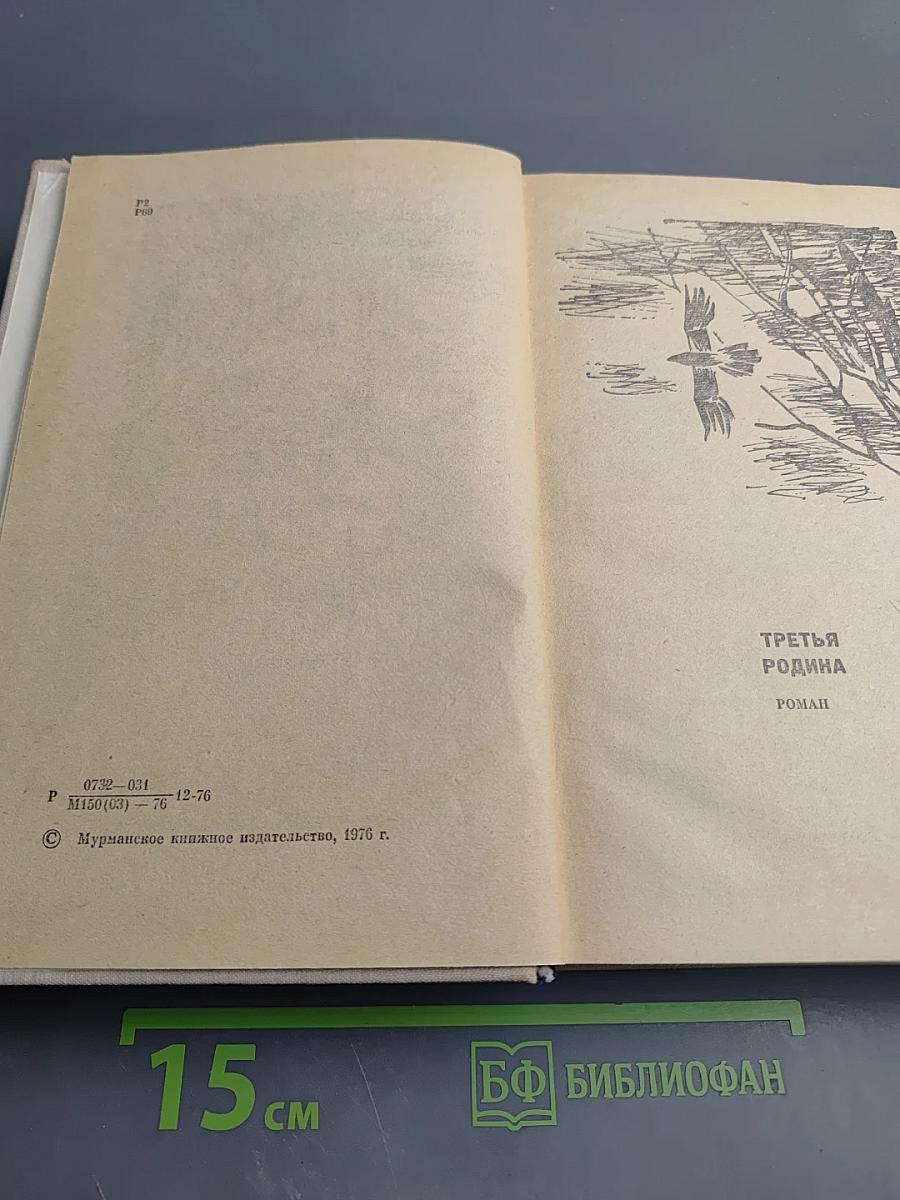 Р2
Р69
Р 0732—031
М150(03) — 76 12-76
© Мурманское книжное издательство, 1976 г.
ТРЕТЬЯ
РОДИНА
РОМАН
15 см
БФ БИБЛИОФАН